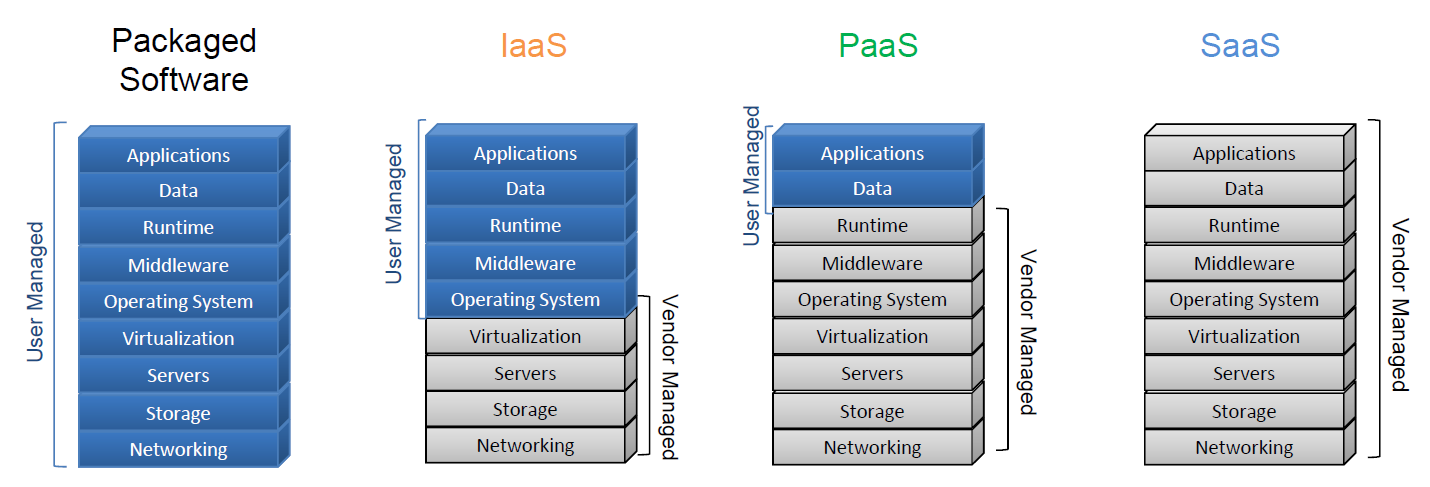 Packaged
Software
IaaS
PaaS
SaaS
User Managed
Applications
Data
Runtime
Middleware
Operating System
Virtualization
Servers
Storage
Networking
User Managed
Applications
Data
Runtime
Middleware
Operating System
Virtualization
Servers
Storage
Networking
Vendor Managed
User Managed
Applications
Data
Runtime
Middleware
Operating System
Virtualization
Servers
Storage
Networking
Vendor Managed
Applications
Data
Runtime
Middleware
Operating System
Virtualization
Servers
Storage
Networking
Vendor Managed